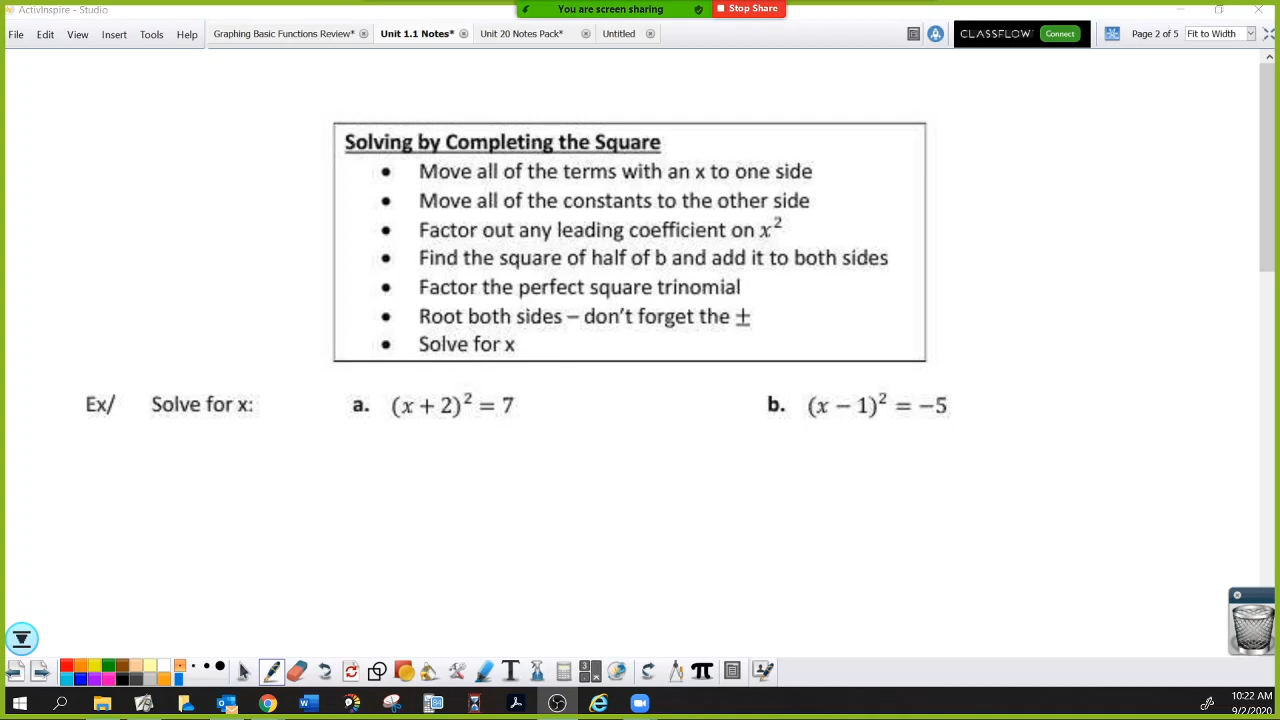 ActivInspire - Studio
You are screen sharing Stop Share
File Edit View Insert Tools Help Graphing Basic Functions Review* Unit 1.1 Notes* Unit 20 Notes Pack* Untitled CLASSFLOW Connect Page 2 of 5 Fit to Width
Solving by Completing the Square
• Move all of the terms with an x to one side
• Move all of the constants to the other side
• Factor out any leading coefficient on x²
• Find the square of half of b and add it to both sides
• Factor the perfect square trinomial
• Root both sides – don't forget the ±
• Solve for x
Ex/ Solve for x: a. (x + 2)² = 7 b. (x − 1)² = −5
10:22 AM
9/2/2020